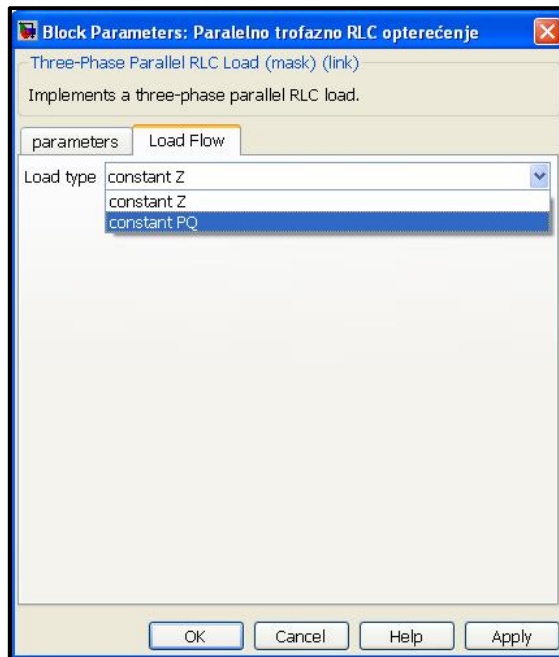 Block Parameters: Paralelno trofazno RLC opterećenje
Three-Phase Parallel RLC Load (mask) (link)
Implements a three-phase parallel RLC load.
parameters Load Flow
Load type constant Z
constant Z
constant PQ
OK Cancel Help Apply